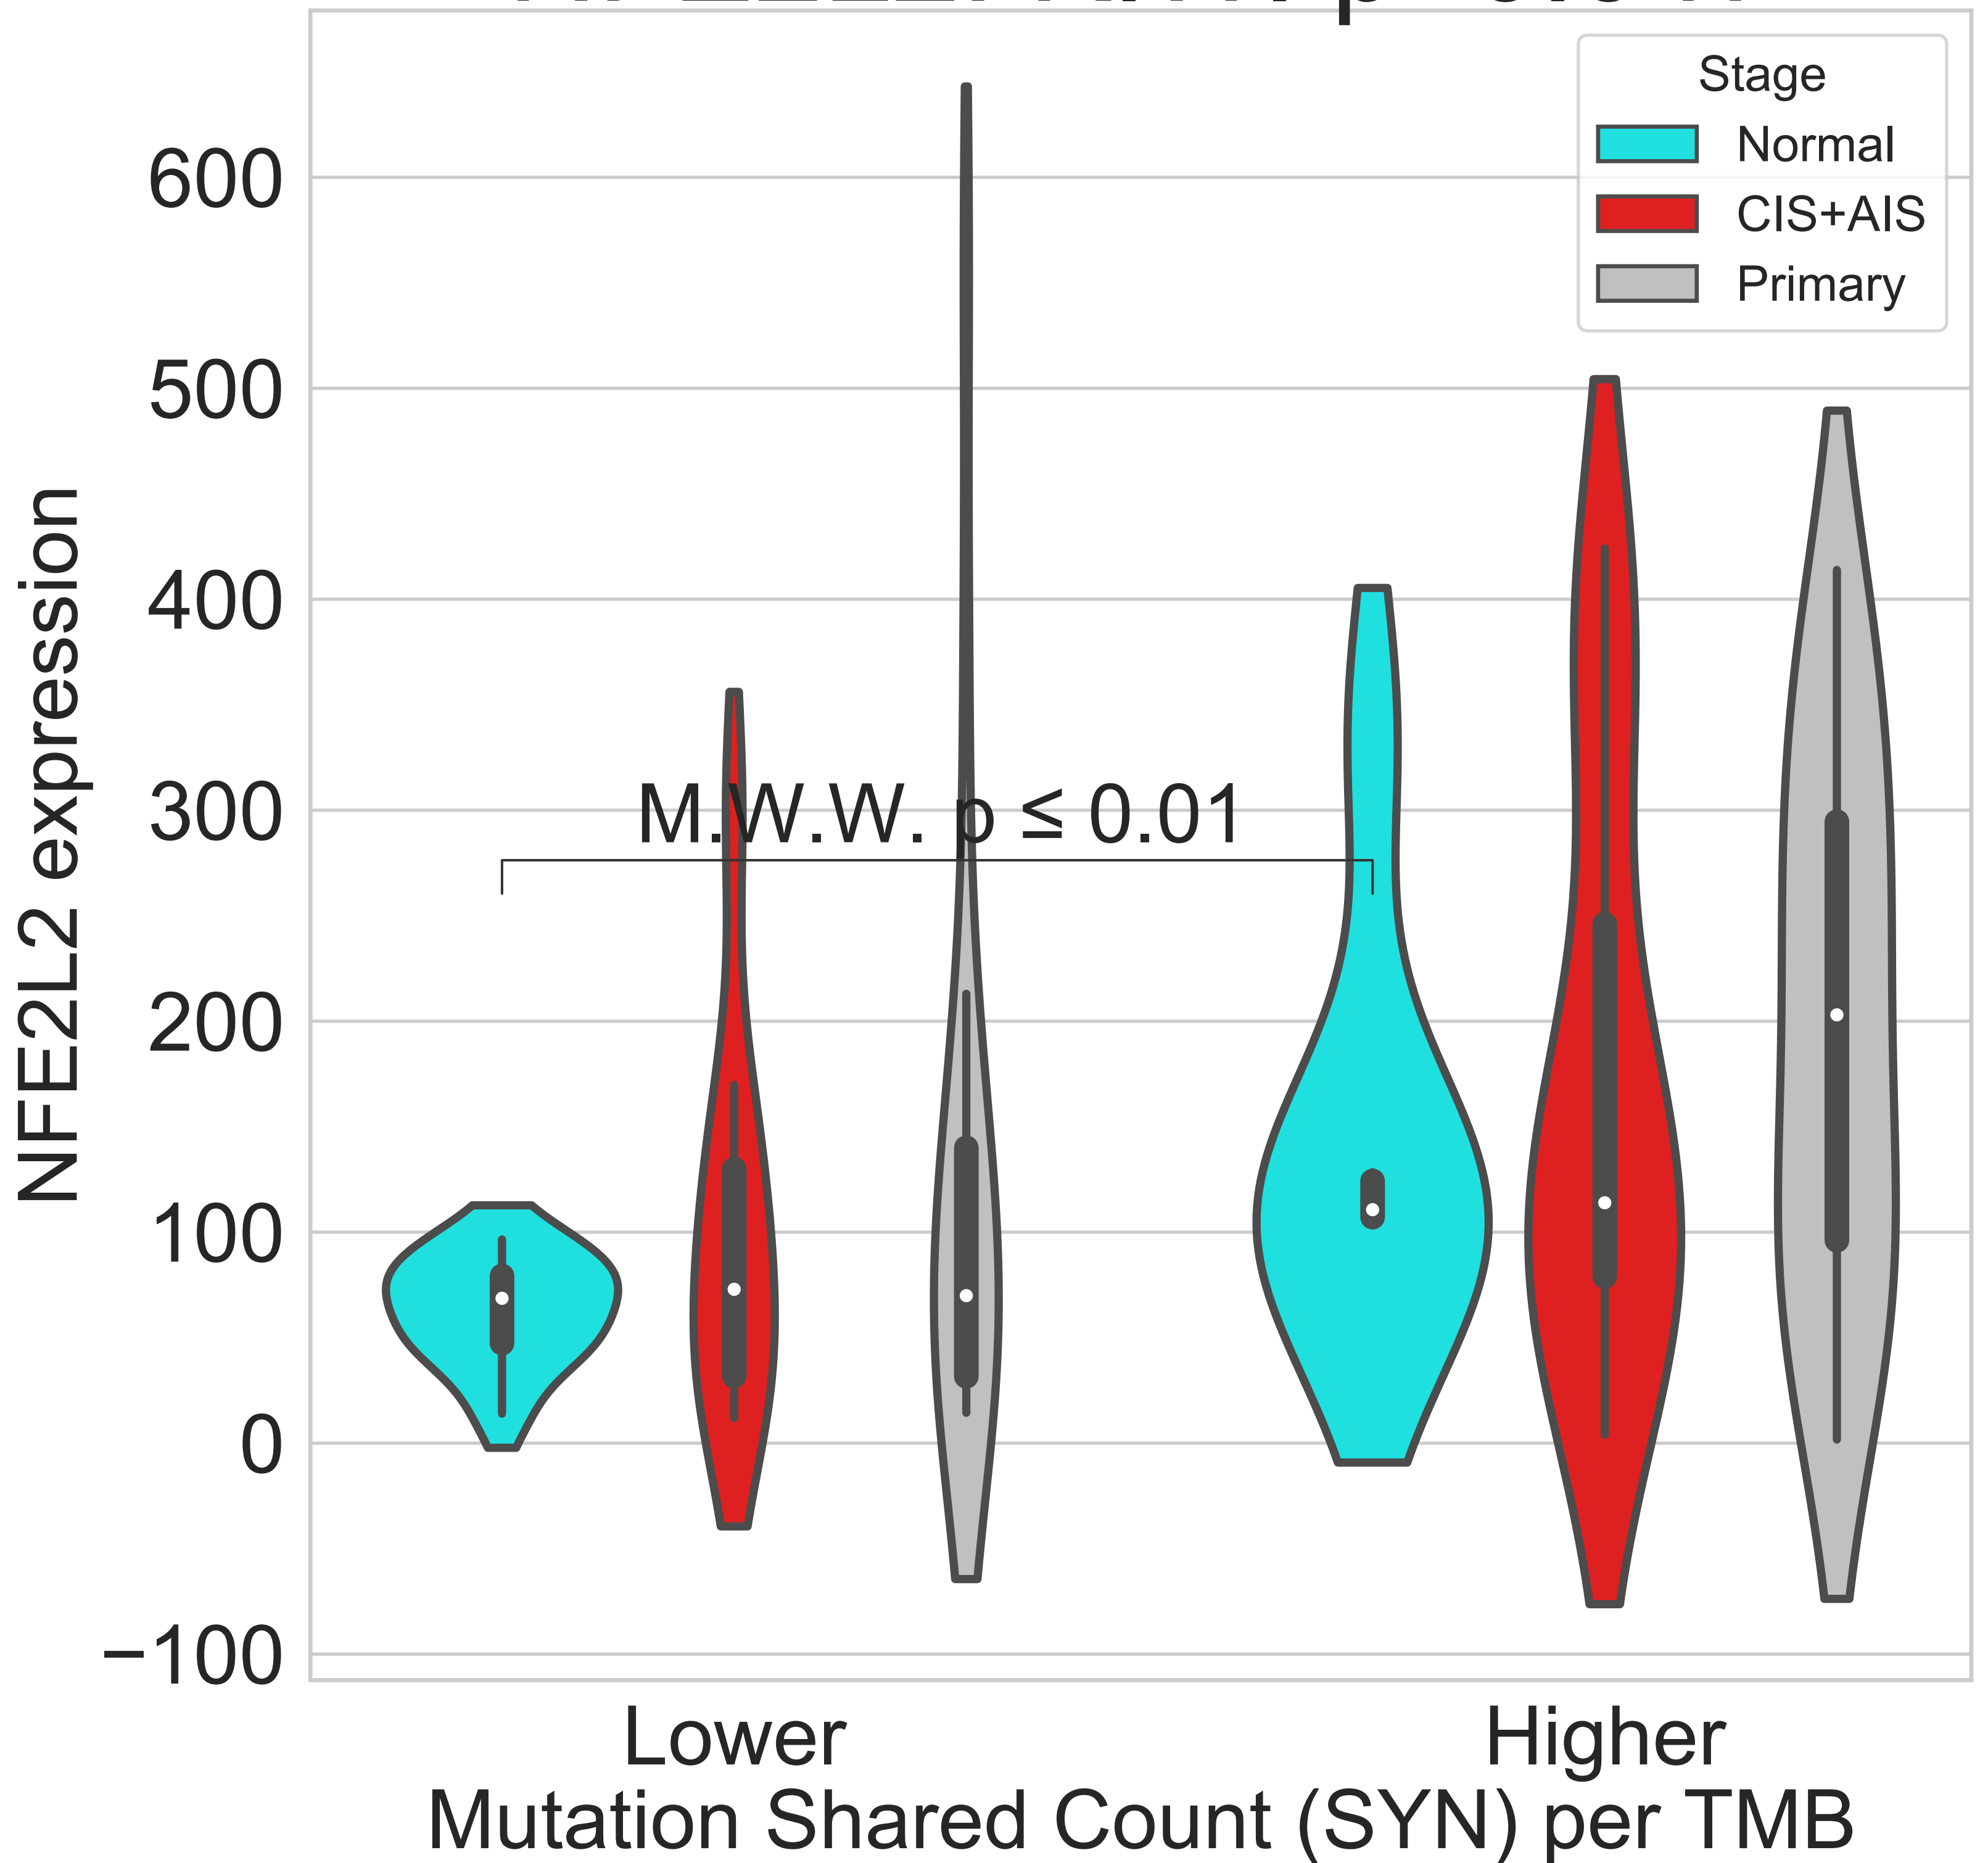 Stage
Normal
CIS+AIS
Primary
600
500
400
300
200
100
0
−100
NFE2L2 expression
M.W.W. p ≤ 0.01
Lower
Higher
Mutation Shared Count (SYN) per TMB